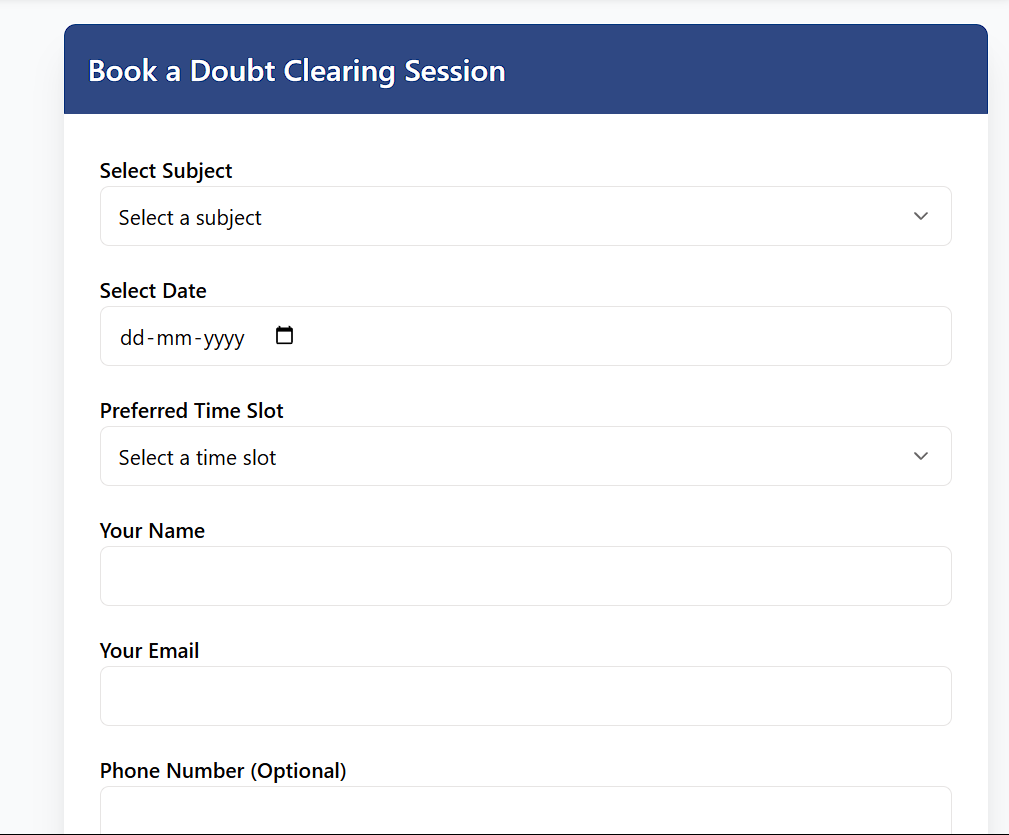 Book a Doubt Clearing Session
Select Subject
Select a subject
Select Date
dd-mm-yyyy
Preferred Time Slot
Select a time slot
Your Name
Your Email
Phone Number (Optional)